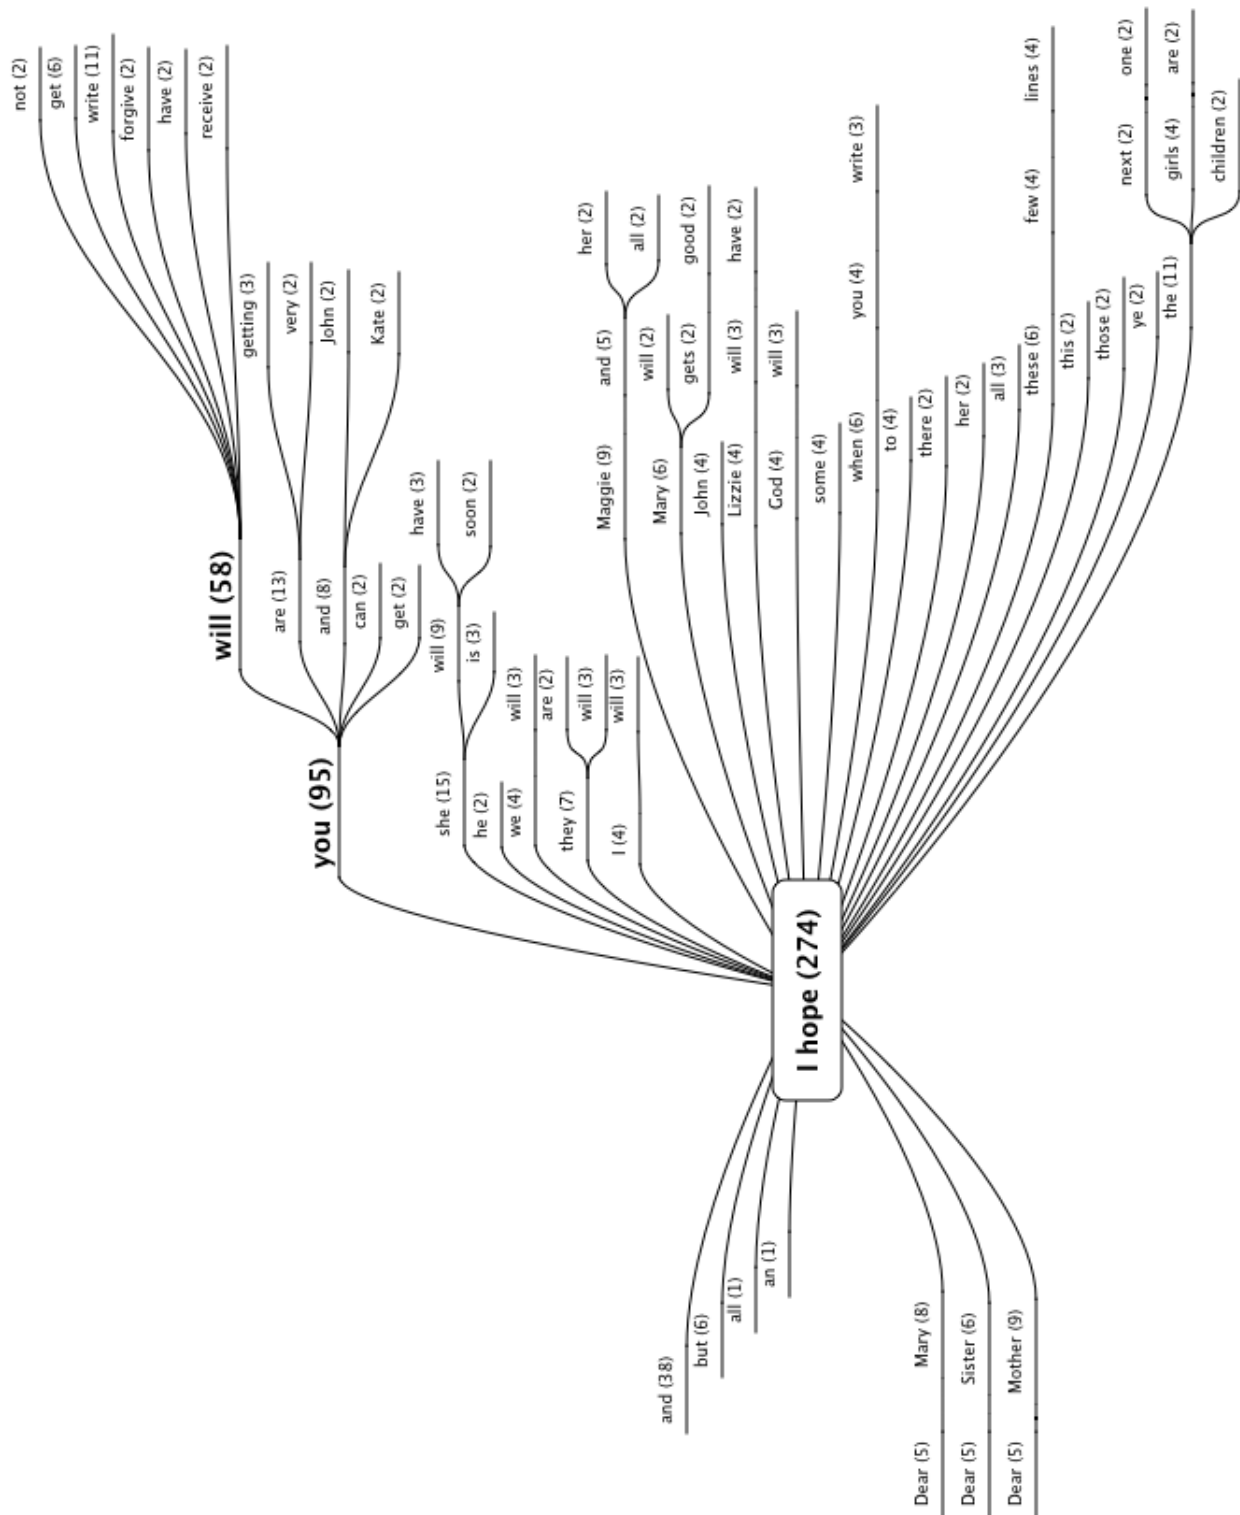 not (2)
get (6)
write (11)
forgive (2)
have (2)
receive (2)
will (58)
getting (3)
very (2)
are (13)
John (2)
Kate (2)
and (8)
can (2)
get (2)
you (95)
have (3)
soon (2)
will (9)
is (3)
she (15)
he (2)
will (3)
we (4)
are (2)
will (3)
they (7)
will (3)
I (4)
her (2)
all (2)
and (5)
Maggie (9)
will (2)
good (2)
gets (2)
Mary (6)
John (4)
have (2)
will (3)
Lizzie (4)
will (3)
God (4)
some (4)
write (3)
you (4)
when (6)
to (4)
there (2)
her (2)
all (3)
lines (4)
few (4)
these (6)
this (2)
those (2)
ye (2)
one (2)
next (2)
are (2)
girls (4)
children (2)
the (11)
I hope (274)
and (38)
but (6)
all (1)
an (1)
Dear (5) Mary (8)
Dear (5) Sister (6)
Dear (5) Mother (9)